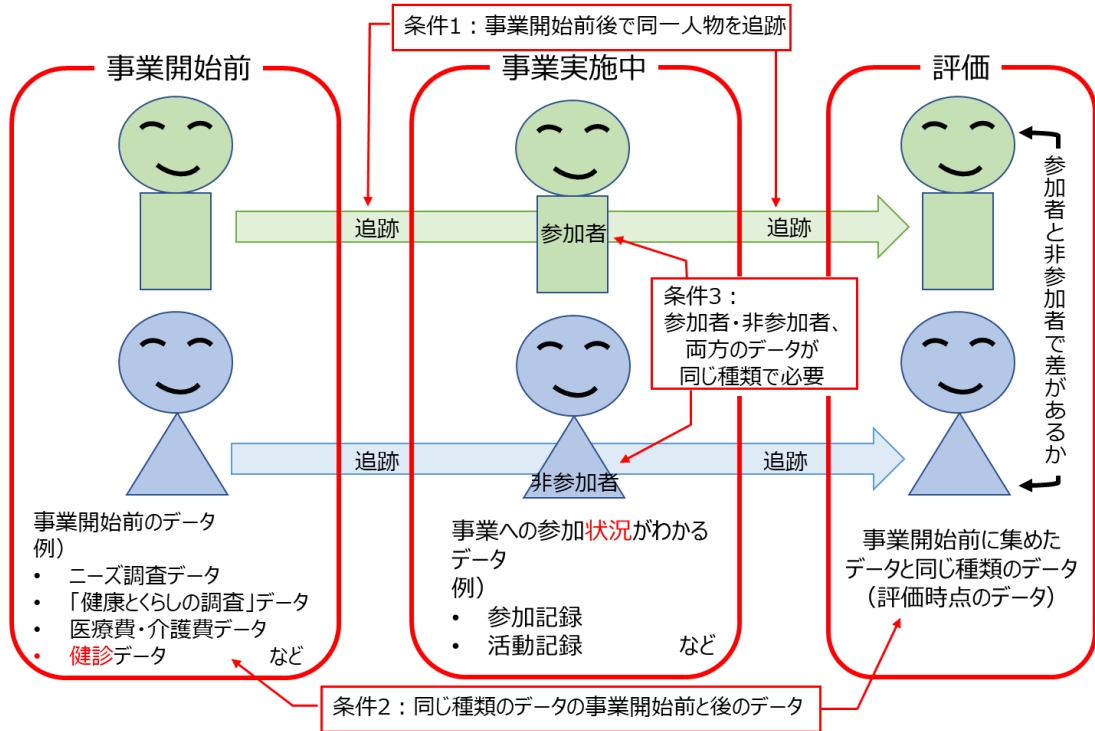 条件1：事業開始前後で同一人物を追跡
事業開始前
事業実施中
評価
追跡
参加者
追跡
参加者と非参加者で差があるか
条件3：
参加者・非参加者、
両方のデータが
同じ種類で必要
追跡
非参加者
追跡
事業開始前のデータ
例）
• ニーズ調査データ
• 「健康とくらしの調査」データ
• 医療費・介護費データ
• 健診データ など
事業への参加状況がわかる
データ
例）
• 参加記録
• 活動記録 など
事業開始前に集めた
データと同じ種類のデータ
（評価時点のデータ）
条件2：同じ種類のデータの事業開始前と後のデータ